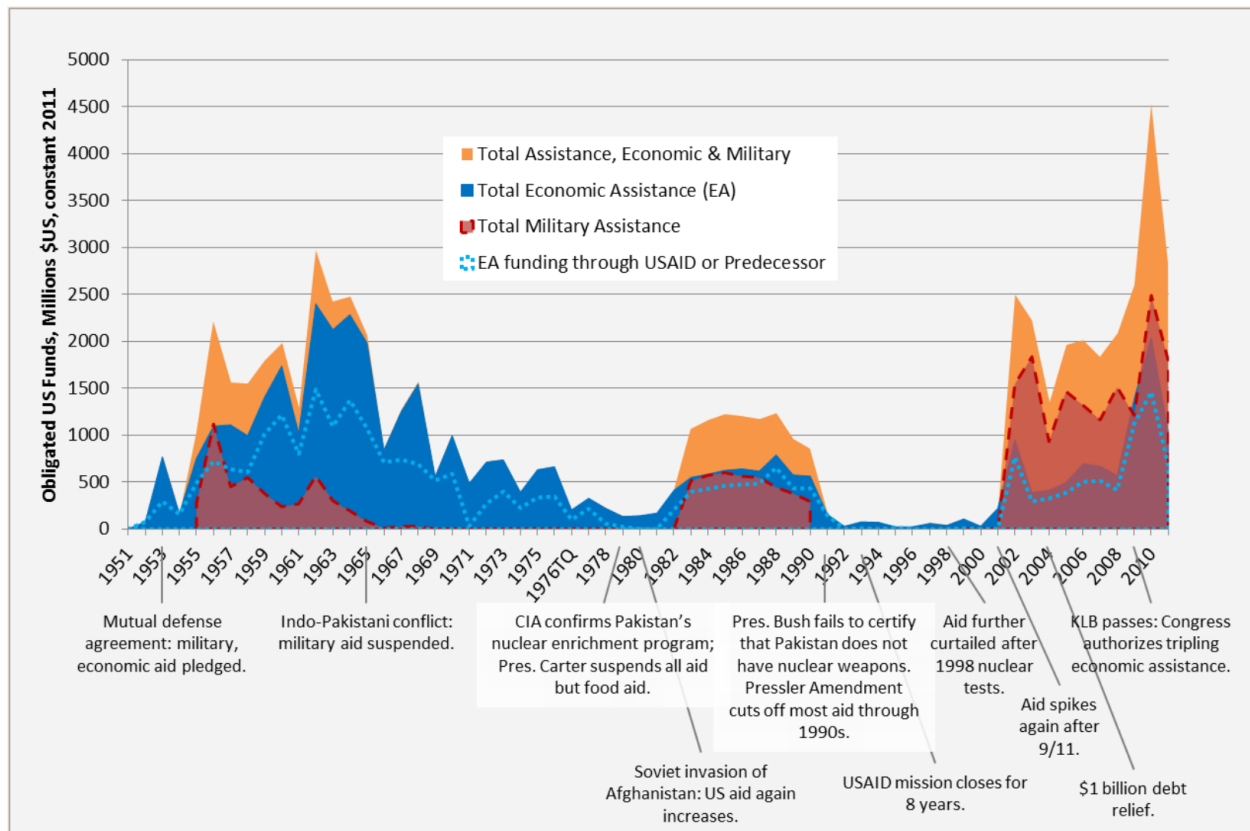 Obligated US Funds, Millions $US, constant 2011
5000
4500
4000
3500
3000
2500
2000
1500
1000
500
0
Total Assistance, Economic & Military
Total Economic Assistance (EA)
Total Military Assistance
EA funding through USAID or Predecessor
1951
1953
1955
1957
1959
1961
1963
1965
1967
1969
1971
1973
1975
1976TQ
1978
1980
1982
1984
1986
1988
1990
1992
1994
1996
1998
2000
2002
2004
2006
2008
2010
Mutual defense
agreement: military,
economic aid pledged.
Indo-Pakistani conflict:
military aid suspended.
CIA confirms Pakistan's
nuclear enrichment program;
Pres. Carter suspends all aid
but food aid.
Soviet invasion of
Afghanistan: US aid again
increases.
Pres. Bush fails to certify
that Pakistan does not
have nuclear weapons.
Pressler Amendment
cuts off most aid through
1990s.
USAID mission closes for
8 years.
Aid further
curtailed after
1998 nuclear
tests.
Aid spikes
again after
9/11.
$1 billion debt
relief.
KLB passes: Congress
authorizes tripling
economic assistance.